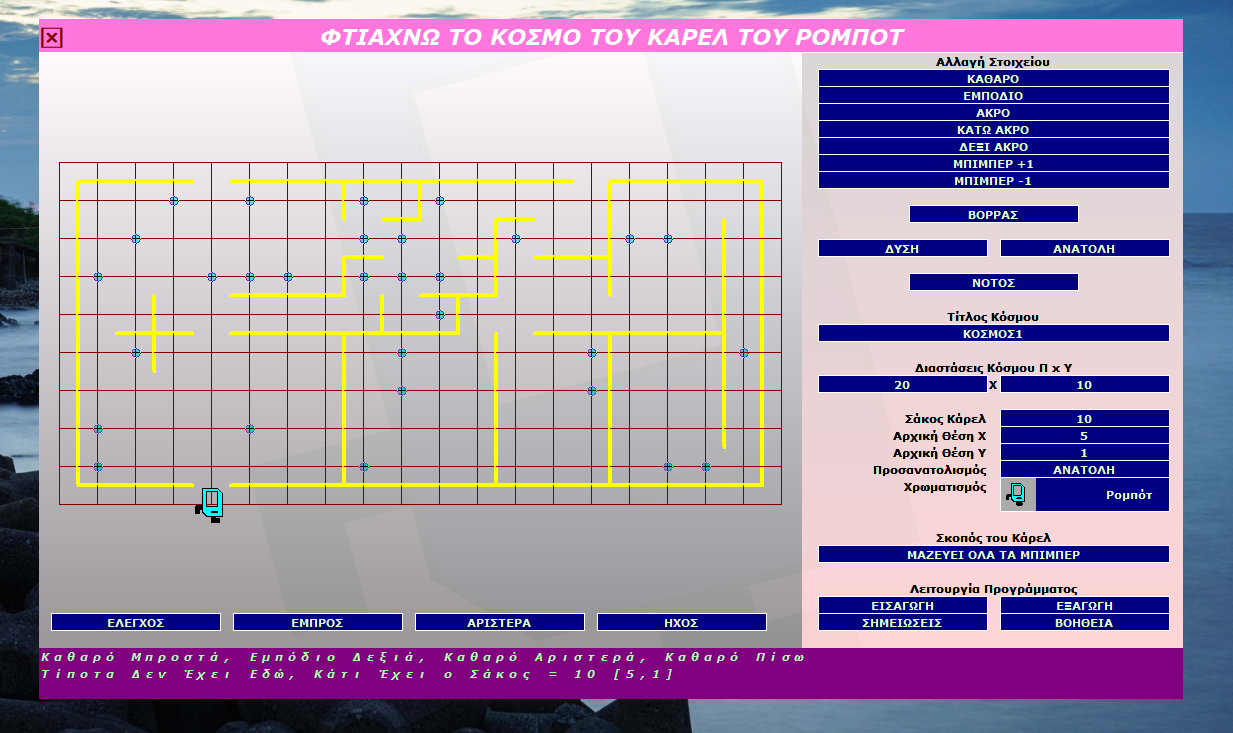 ΦΤΙΑΧΝΩ ΤΟ ΚΟΣΜΟ ΤΟΥ ΚΑΡΕΛ ΤΟΥ ΡΟΜΠΟΤ
Αλλαγή Στοιχείου
ΚΑΘΑΡΟ
ΕΜΠΟΔΙΟ
ΑΚΡΟ
ΚΑΤΩ ΑΚΡΟ
ΔΕΞΙ ΑΚΡΟ
ΜΠΙΜΠΕΡ +1
ΜΠΙΜΠΕΡ -1
ΒΟΡΡΑΣ
ΔΥΣΗ ΑΝΑΤΟΛΗ
ΝΟΤΟΣ
Τίτλος Κόσμου
ΚΟΣΜΟΣ1
Διαστάσεις Κόσμου Π x Υ
20 X 10
Σάκος Κάρελ 10
Αρχική Θέση Χ 5
Αρχική Θέση Υ 1
Προσανατολισμός ΑΝΑΤΟΛΗ
Χρωματισμός Ρομπότ
Σκοπός του Κάρελ
ΜΑΖΕΥΕΙ ΟΛΑ ΤΑ ΜΠΙΜΠΕΡ
Λειτουργία Προγράμματος
ΕΙΣΑΓΩΓΗ ΕΞΑΓΩΓΗ
ΣΗΜΕΙΩΣΕΙΣ ΒΟΗΘΕΙΑ
ΕΛΕΓΧΟΣ ΕΜΠΡΟΣ ΑΡΙΣΤΕΡΑ ΗΧΟΣ
Καθαρό Μπροστά, Εμπόδιο Δεξιά, Καθαρό Αριστερά, Καθαρό Πίσω
Τίποτα Δεν Έχει Εδώ, Κάτι Έχει ο Σάκος = 10 [5,1]